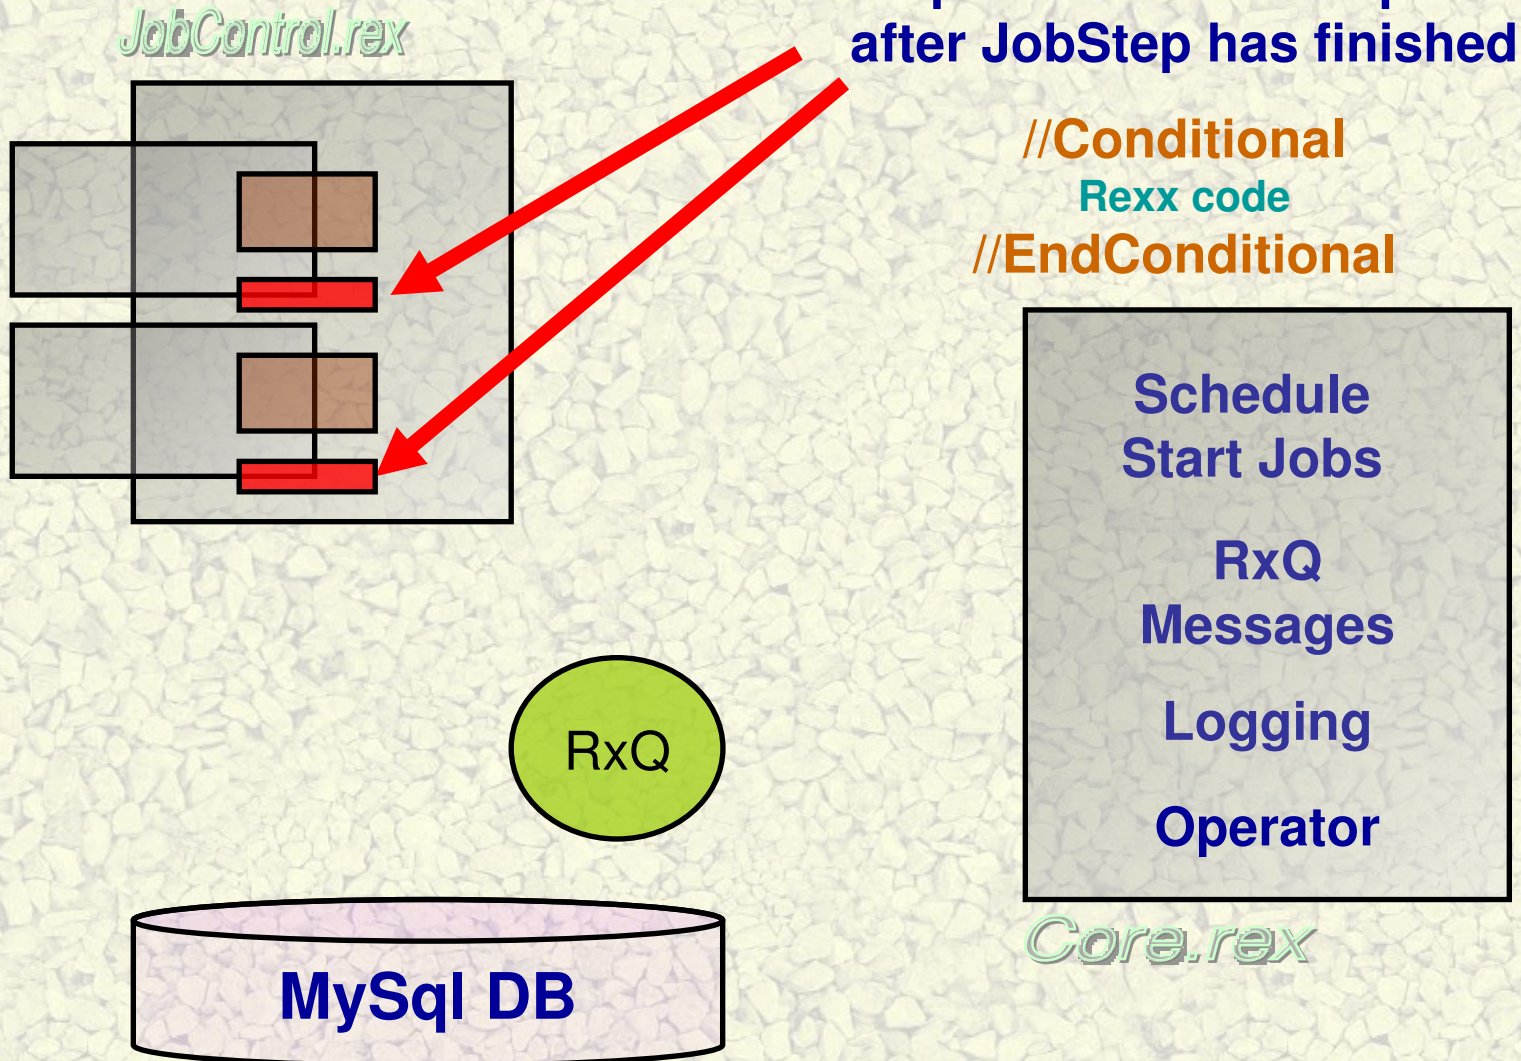 JobControl.rex
after JobStep has finished
//Conditional
Rexx code
//EndConditional
Schedule
Start Jobs
RxQ
Messages
Logging
Operator
RxQ
Core.rex
MySql DB